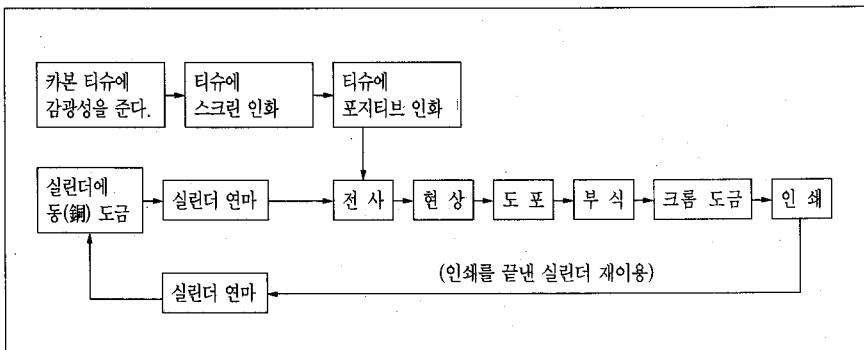 카본 티슈에
감광성을 준다.
티슈에
스크린 인화
티슈에
포지티브 인화
실린더에
동(銅) 도금
실린더 연마
전 사
현 상
도 포
부 식
크롬 도금
인 쇄
(인쇄를 끝낸 실린더 재이용)
실린더 연마